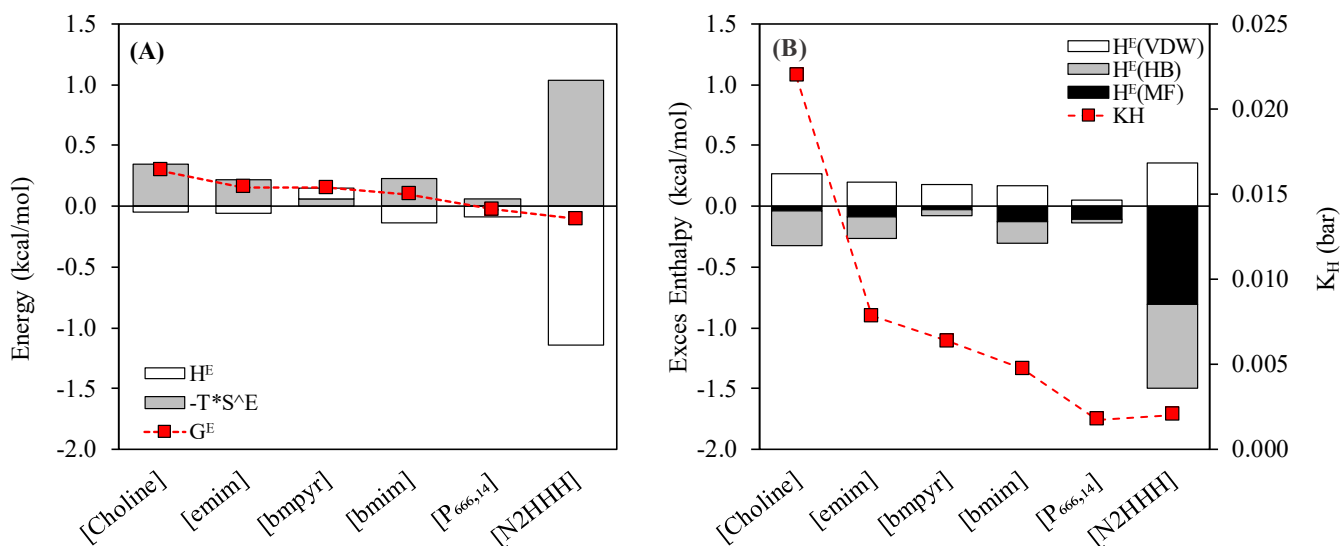 (A)
1.5
1.0
0.5
0.0
-0.5
-1.0
-1.5
-2.0
Energy (kcal/mol)
H^E
-T*S^E
G^E
[Choline]
[emim]
[bmpyr]
[bmim]
[P666,14]
[N2HHH]
(B)
1.5
1.0
0.5
0.0
-0.5
-1.0
-1.5
-2.0
Exces Enthalpy (kcal/mol)
H^E(VDW)
H^E(HB)
H^E(MF)
KH
0.025
0.020
0.015
0.010
0.005
0.000
K_H (bar)
[Choline]
[emim]
[bmpyr]
[bmim]
[P666,14]
[N2HHH]